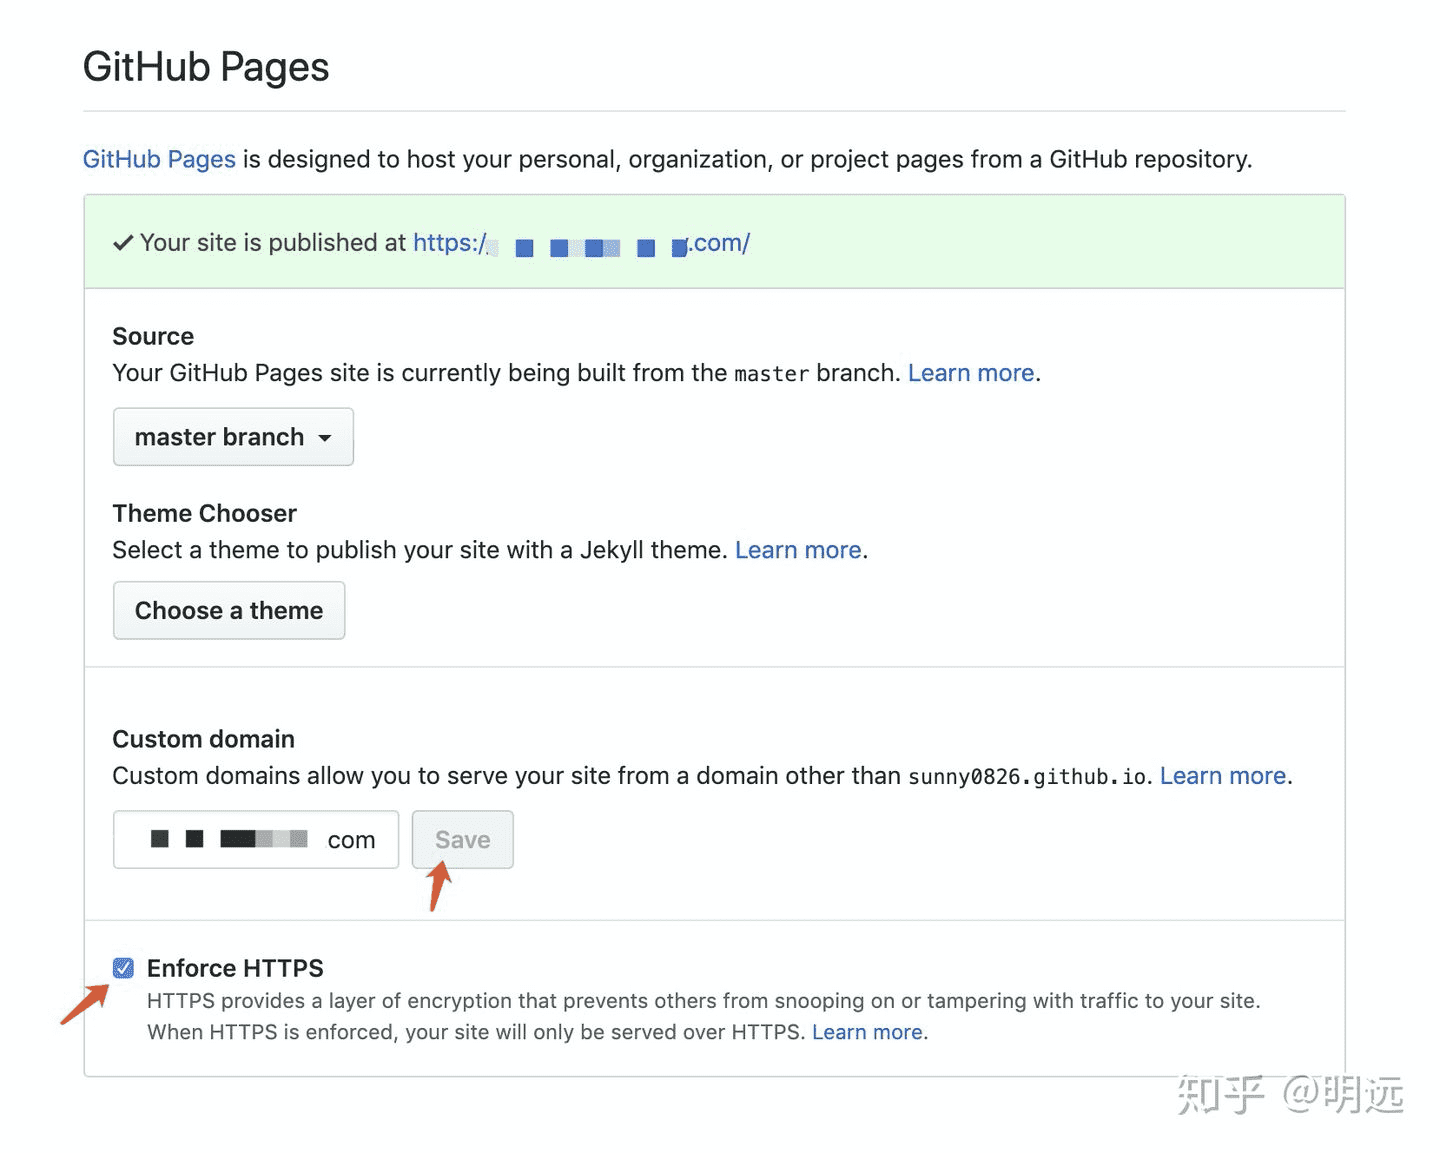 GitHub Pages
GitHub Pages is designed to host your personal, organization, or project pages from a GitHub repository.
Your site is published at https:/ .com/
Source
Your GitHub Pages site is currently being built from the master branch. Learn more.
master branch
Theme Chooser
Select a theme to publish your site with a Jekyll theme. Learn more.
Choose a theme
Custom domain
Custom domains allow you to serve your site from a domain other than sunny0826.github.io. Learn more.
com Save
Enforce HTTPS
HTTPS provides a layer of encryption that prevents others from snooping on or tampering with traffic to your site.
When HTTPS is enforced, your site will only be served over HTTPS. Learn more.
知乎 @明远